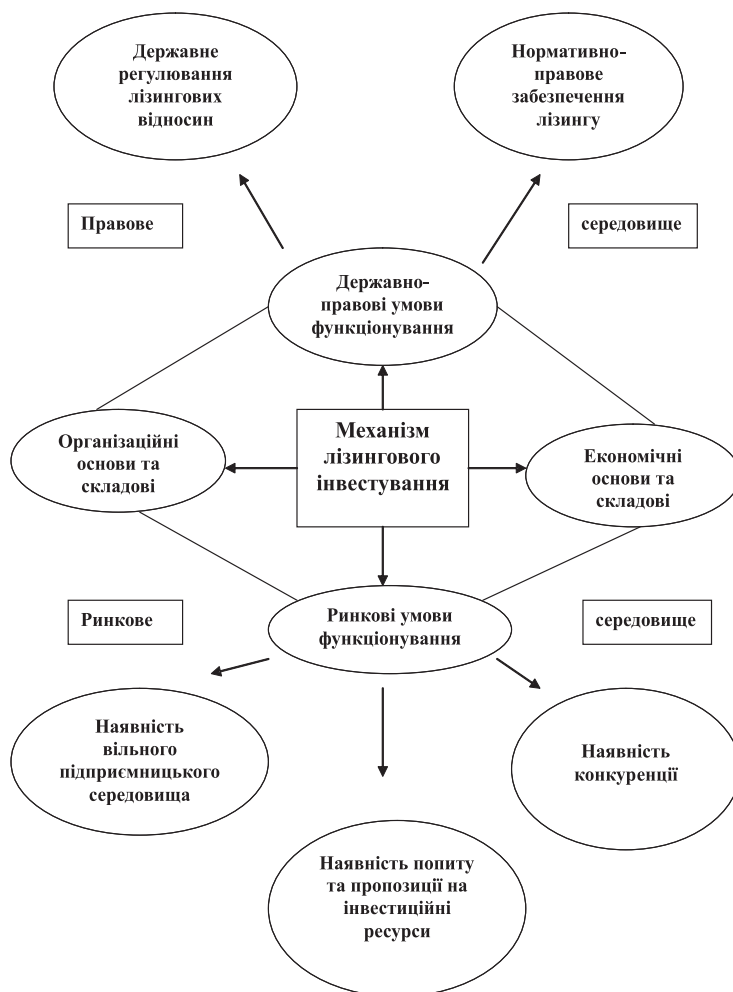 Державне
регулювання
лізингових
відносин
Нормативно-
правове
забезпечення
лізингу
Правове
середовище
Державно-
правові умови
функціонування
Організаційні
основи та
складові
Механізм
лізингового
інвестування
Економічні
основи та
складові
Ринкове
Ринкові умови
функціонування
середовище
Наявність
вільного
підприємницького
середовища
Наявність
конкуренції
Наявність попиту
та пропозиції на
інвестиційні
ресурси